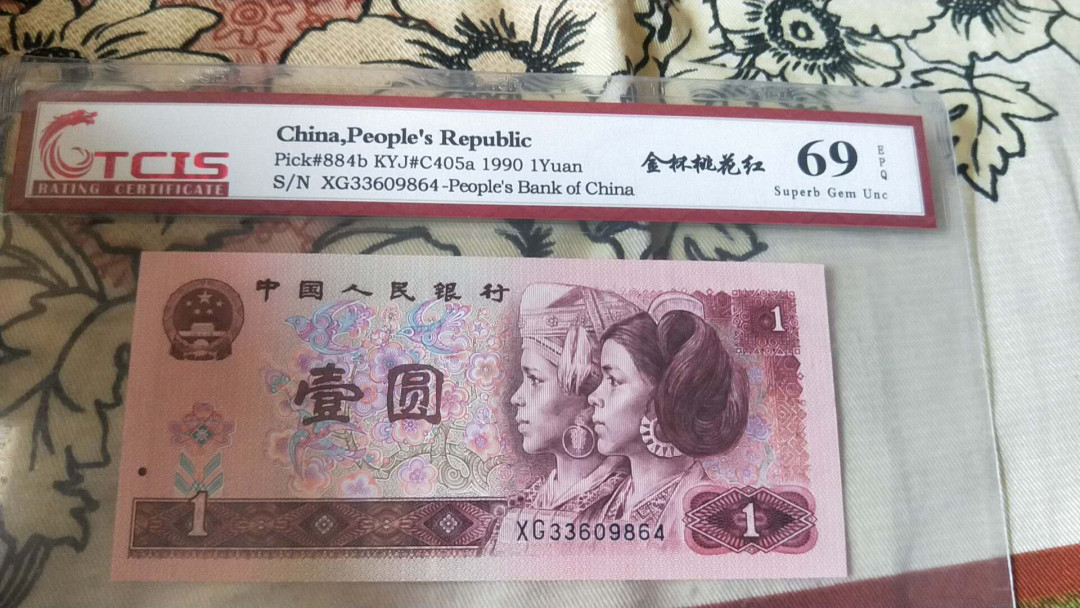 TCIS
RATING CERTIFICATE
China,People's Republic
Pick#884b KYJ#C405a 1990 1Yuan
S/N XG33609864-People's Bank of China
金杯桃花红
69
EPQ
Superb Gem Unc
中国人民银行
1
壹圆
1
XG33609864
1